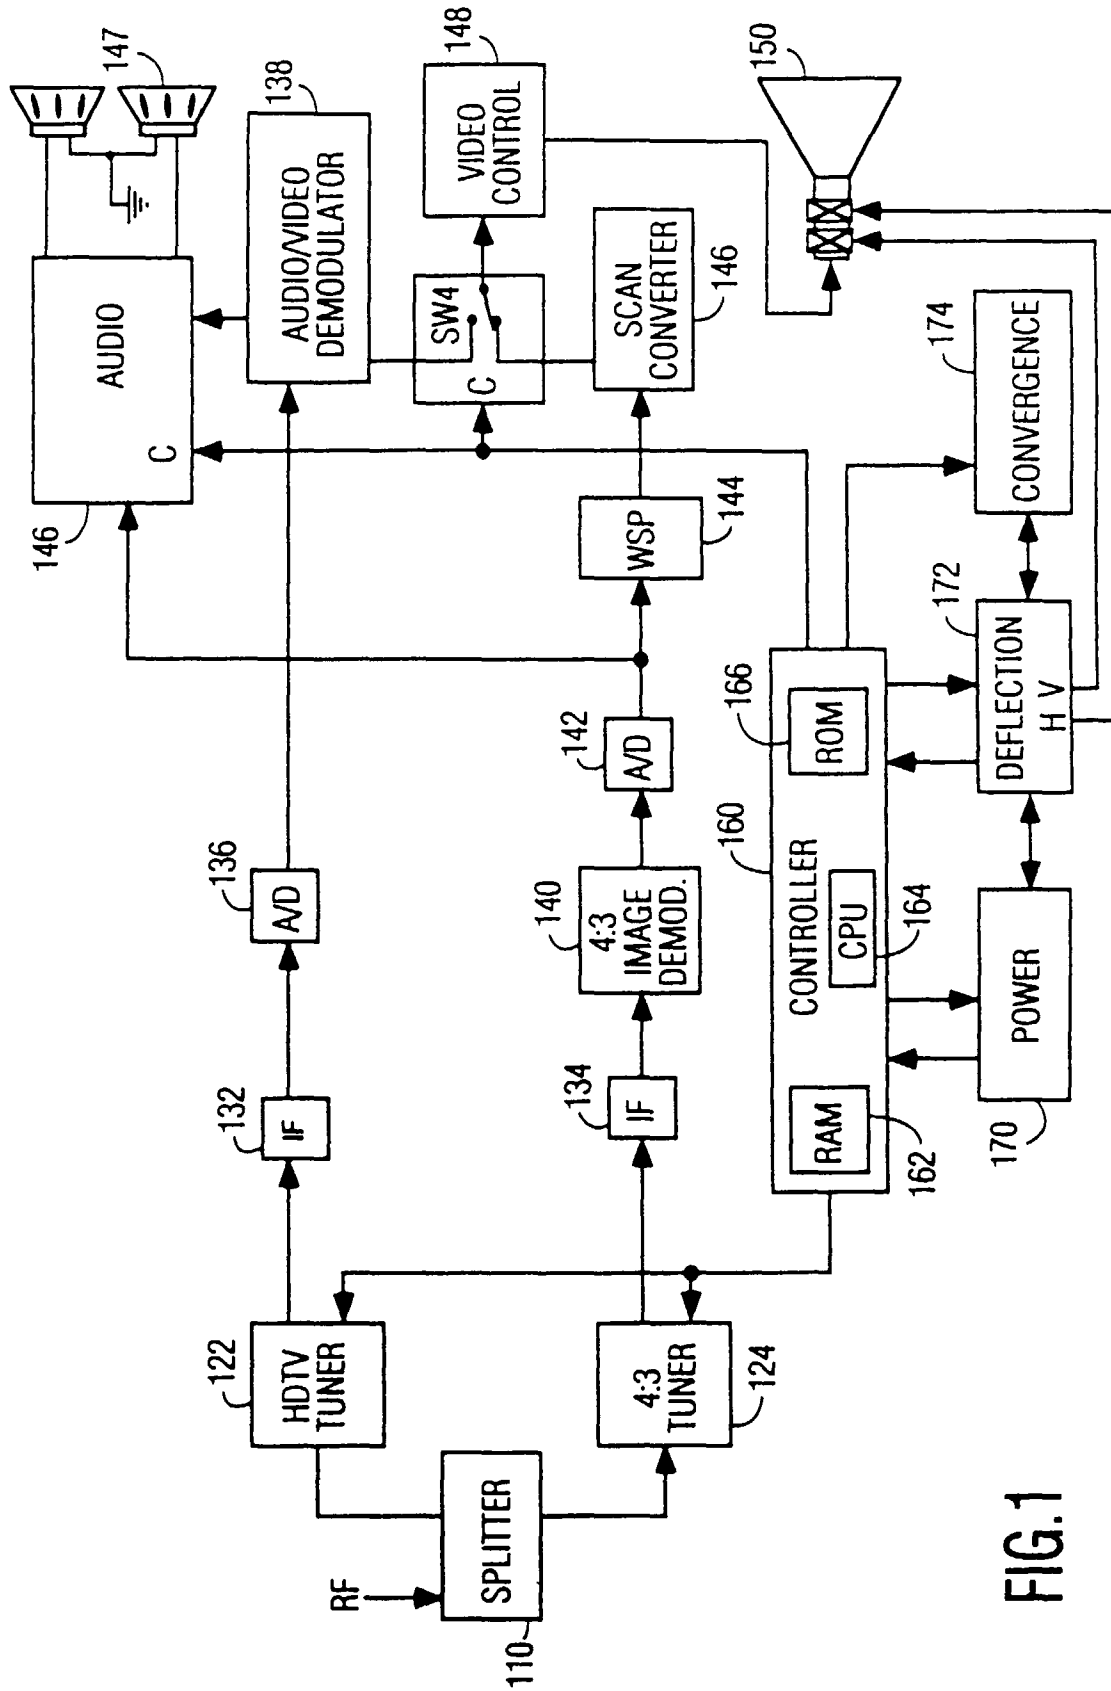 RF
SPLITTER
110
122
HDTV
TUNER
4:3
TUNER
124
132
IF
134
IF
136
A/D
140
4:3
IMAGE
DEMOD.
142
A/D
WSP
144
SCAN
CONVERTER
146
146
AUDIO
C
147
138
AUDIO/VIDEO
DEMODULATOR
SW4
C
148
VIDEO
CONTROL
150
160
CONTROLLER
RAM
162
CPU
164
166
ROM
POWER
170
172
DEFLECTION
H V
174
CONVERGENCE
FIG.1